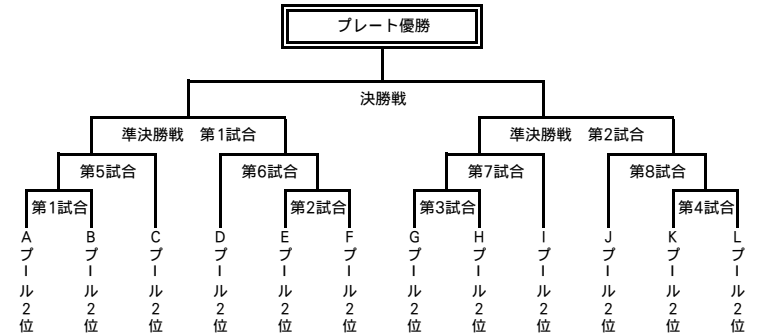 プレート優勝
決勝戦
準決勝戦　第1試合
準決勝戦　第2試合
第5試合
第6試合
第7試合
第8試合
第1試合
第2試合
第3試合
第4試合
Aプール2位
Bプール2位
Cプール2位
Dプール2位
Eプール2位
Fプール2位
Gプール2位
Hプール2位
Iプール2位
Jプール2位
Kプール2位
Lプール2位